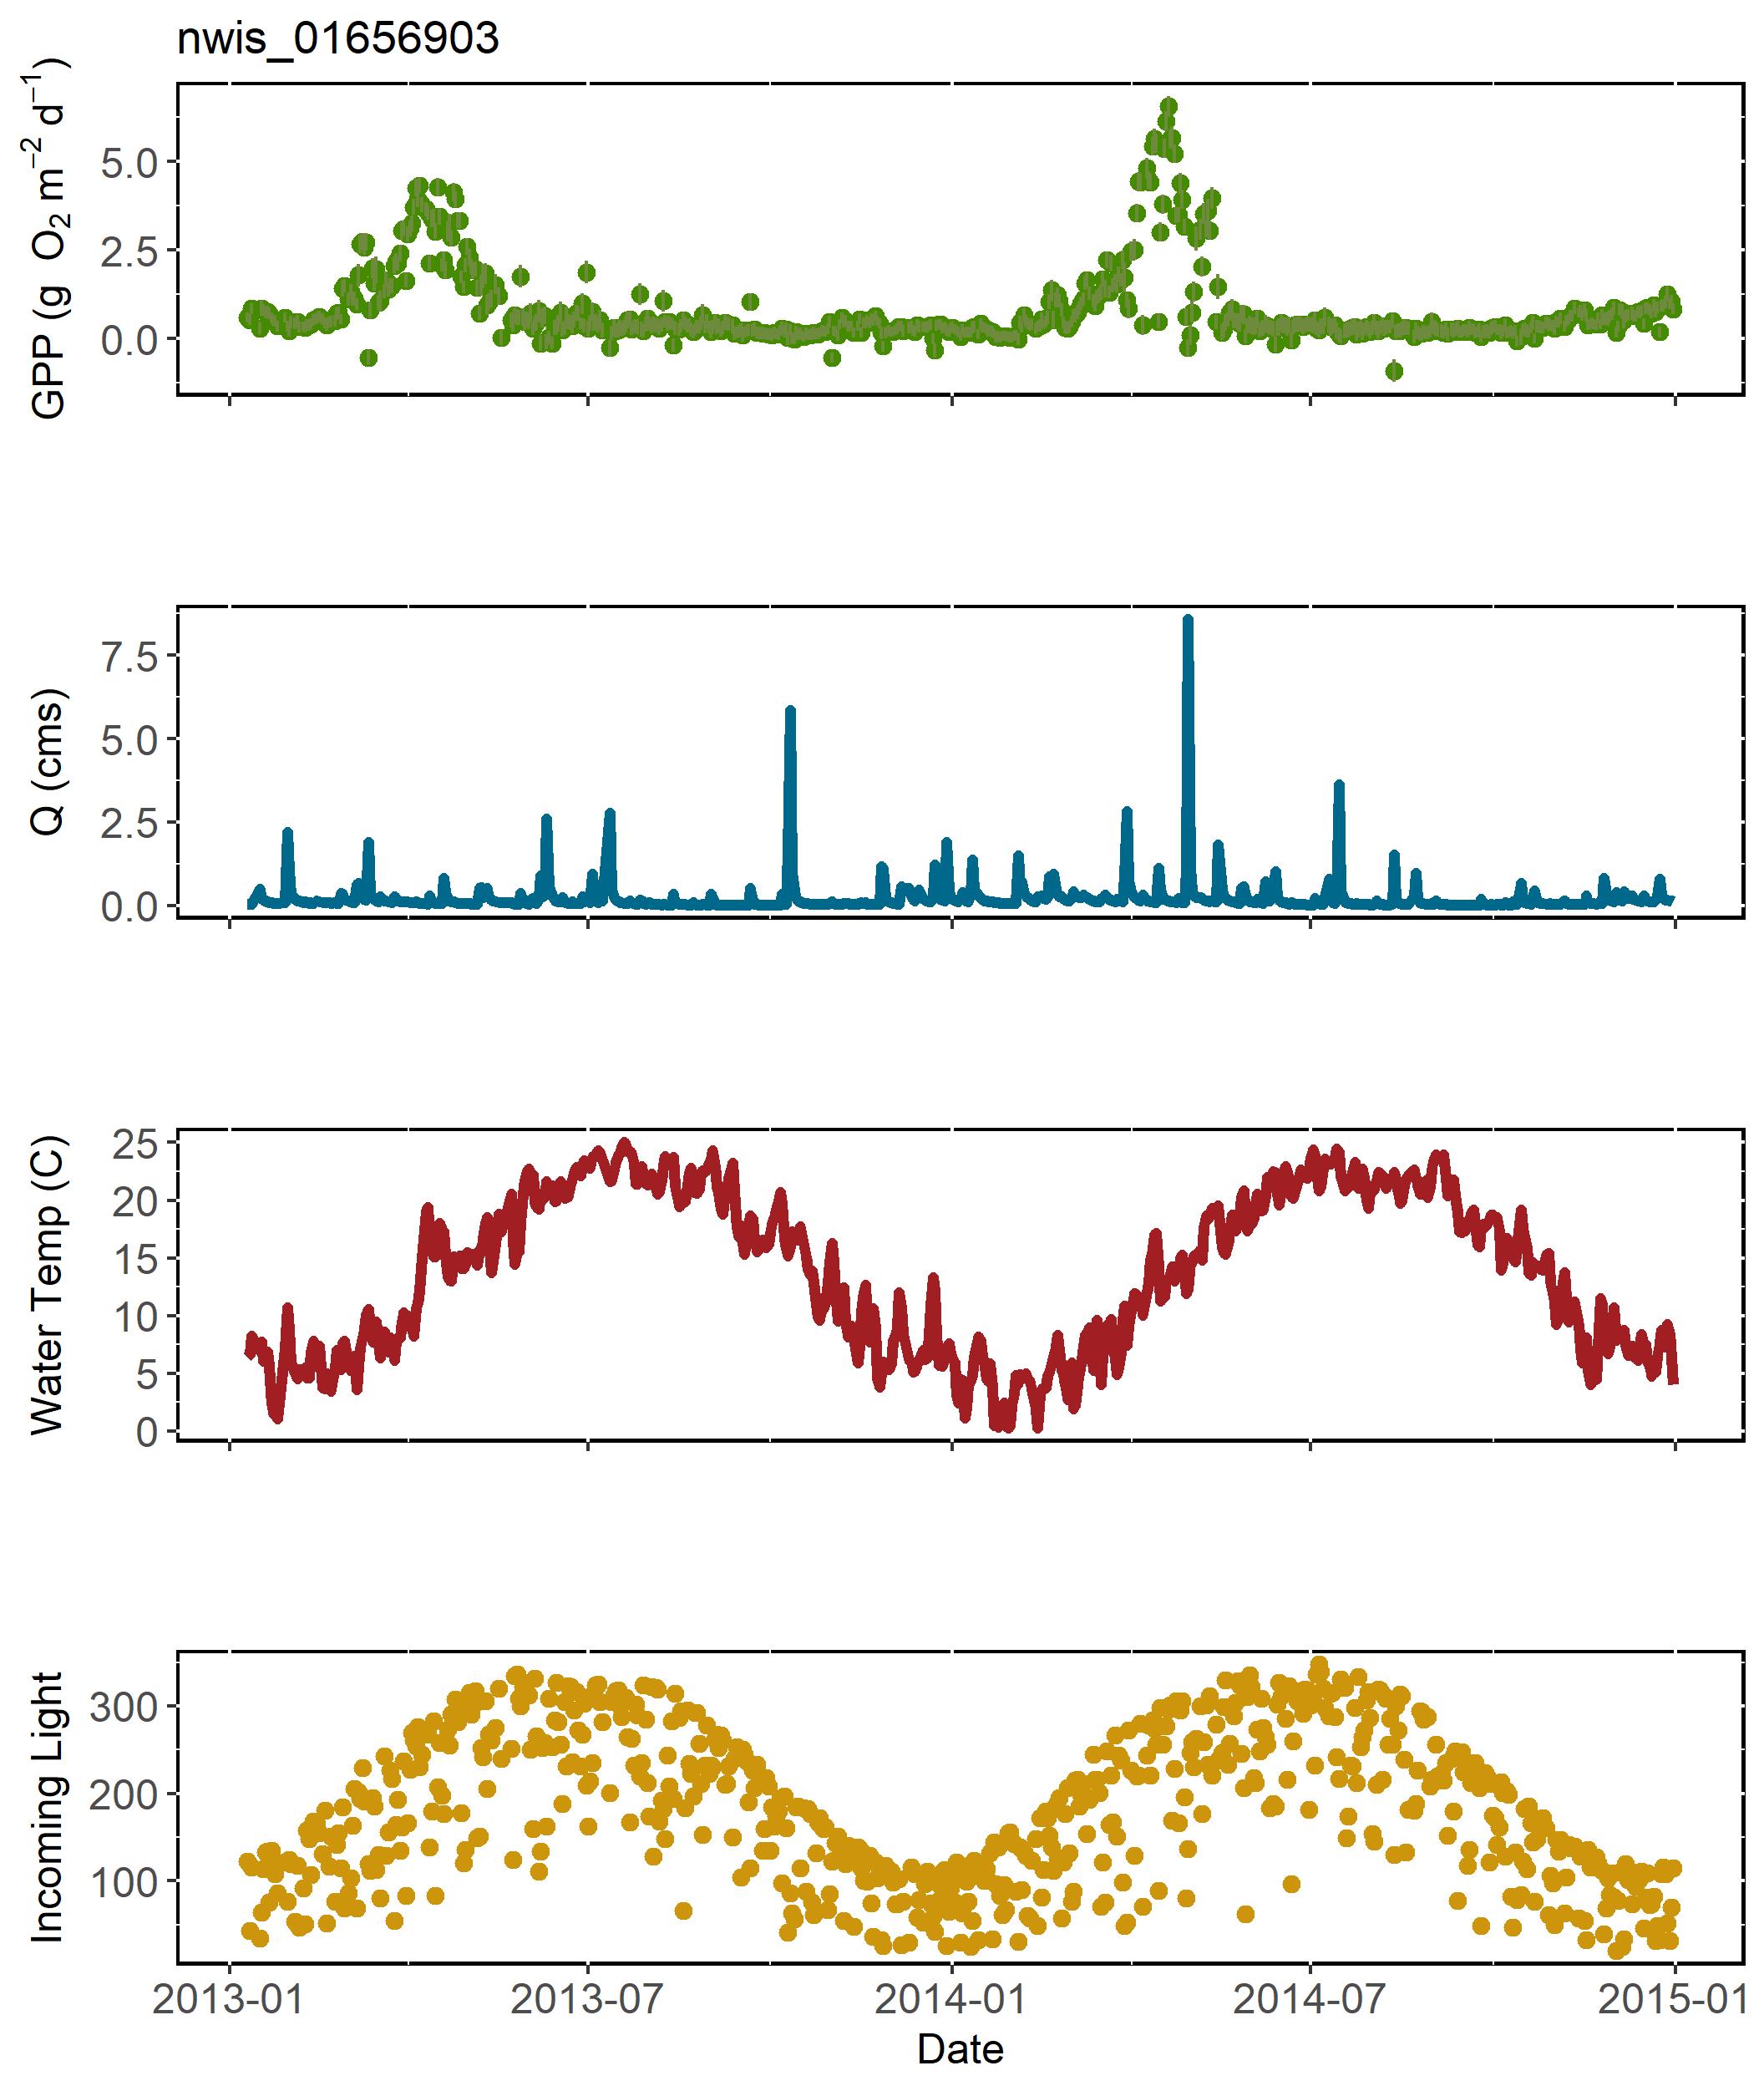 nwis_01656903
GPP (g O₂ m⁻² d⁻¹)
5.0
2.5
0.0
Q (cms)
7.5
5.0
2.5
0.0
Water Temp (C)
25
20
15
10
5
0
Incoming Light
300
200
100
2013-01 2013-07 2014-01 2014-07 2015-01
Date